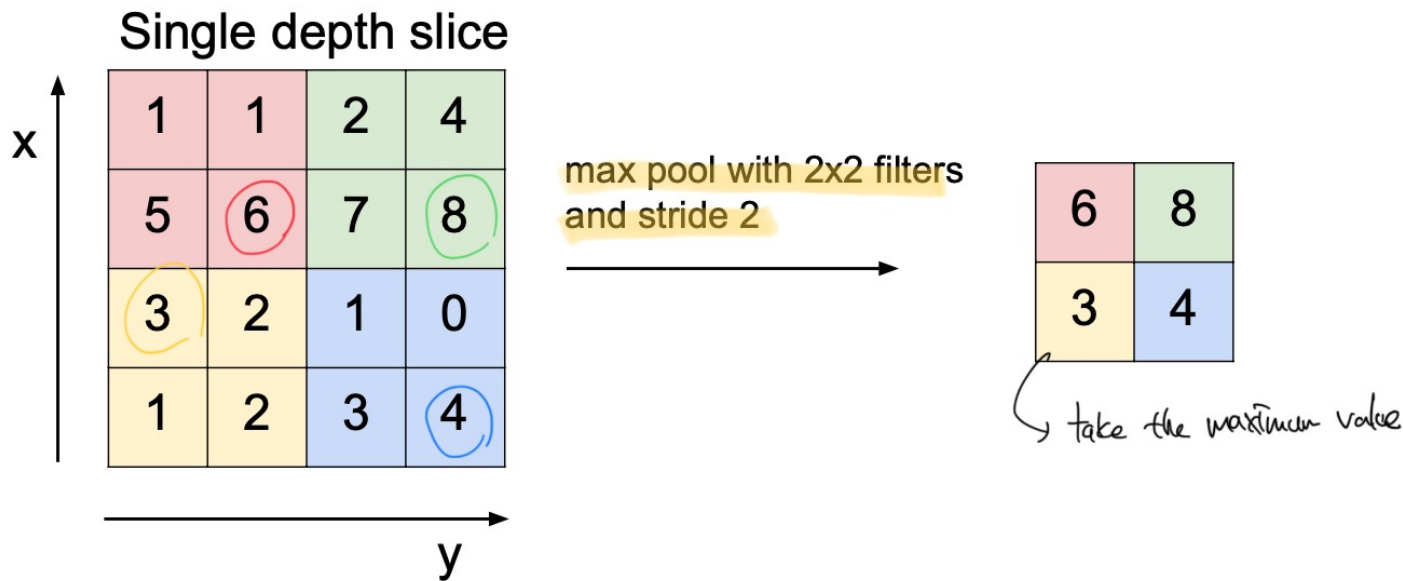 Single depth slice
x
1 1 2 4
5 6 7 8
3 2 1 0
1 2 3 4
y
max pool with 2x2 filters
and stride 2
6 8
3 4
take the maximum value